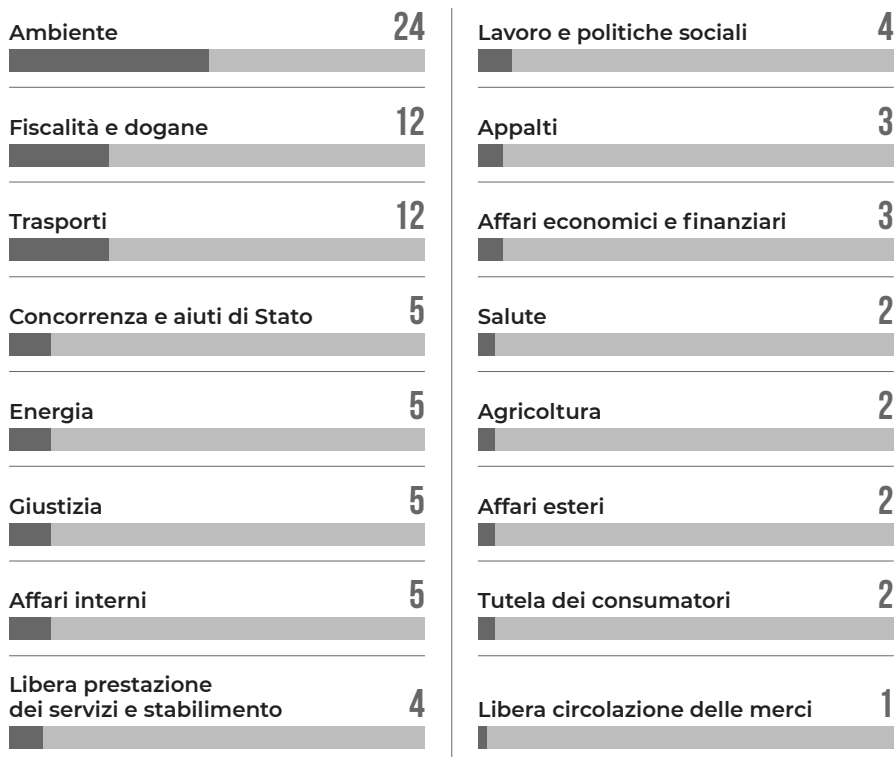 Ambiente 24
Fiscalità e dogane 12
Trasporti 12
Concorrenza e aiuti di Stato 5
Energia 5
Giustizia 5
Affari interni 5
Libera prestazione
dei servizi e stabilimento 4
Lavoro e politiche sociali 4
Appalti 3
Affari economici e finanziari 3
Salute 2
Agricoltura 2
Affari esteri 2
Tutela dei consumatori 2
Libera circolazione delle merci 1